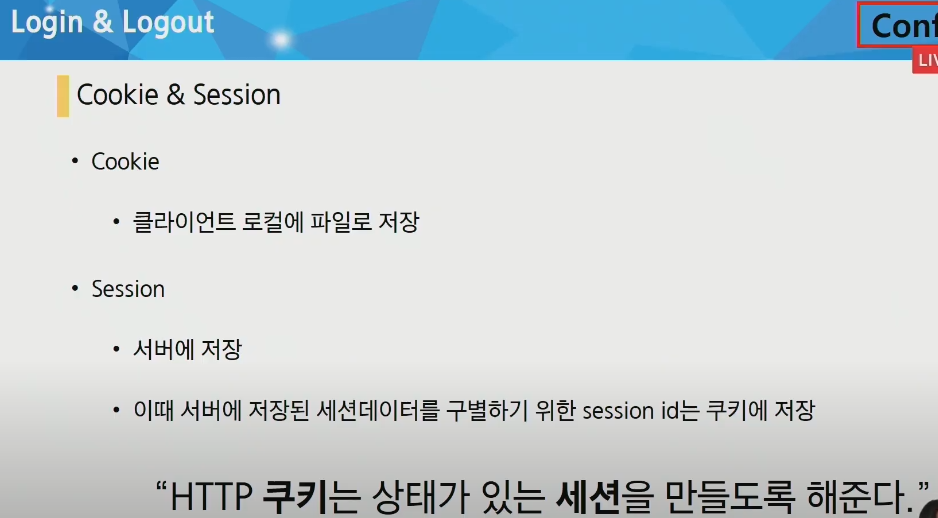 Login & Logout
Cookie & Session
• Cookie
• 클라이언트 로컬에 파일로 저장
• Session
• 서버에 저장
• 이때 서버에 저장된 세션데이터를 구별하기 위한 session id는 쿠키에 저장
“HTTP 쿠키는 상태가 있는 세션을 만들도록 해준다.”